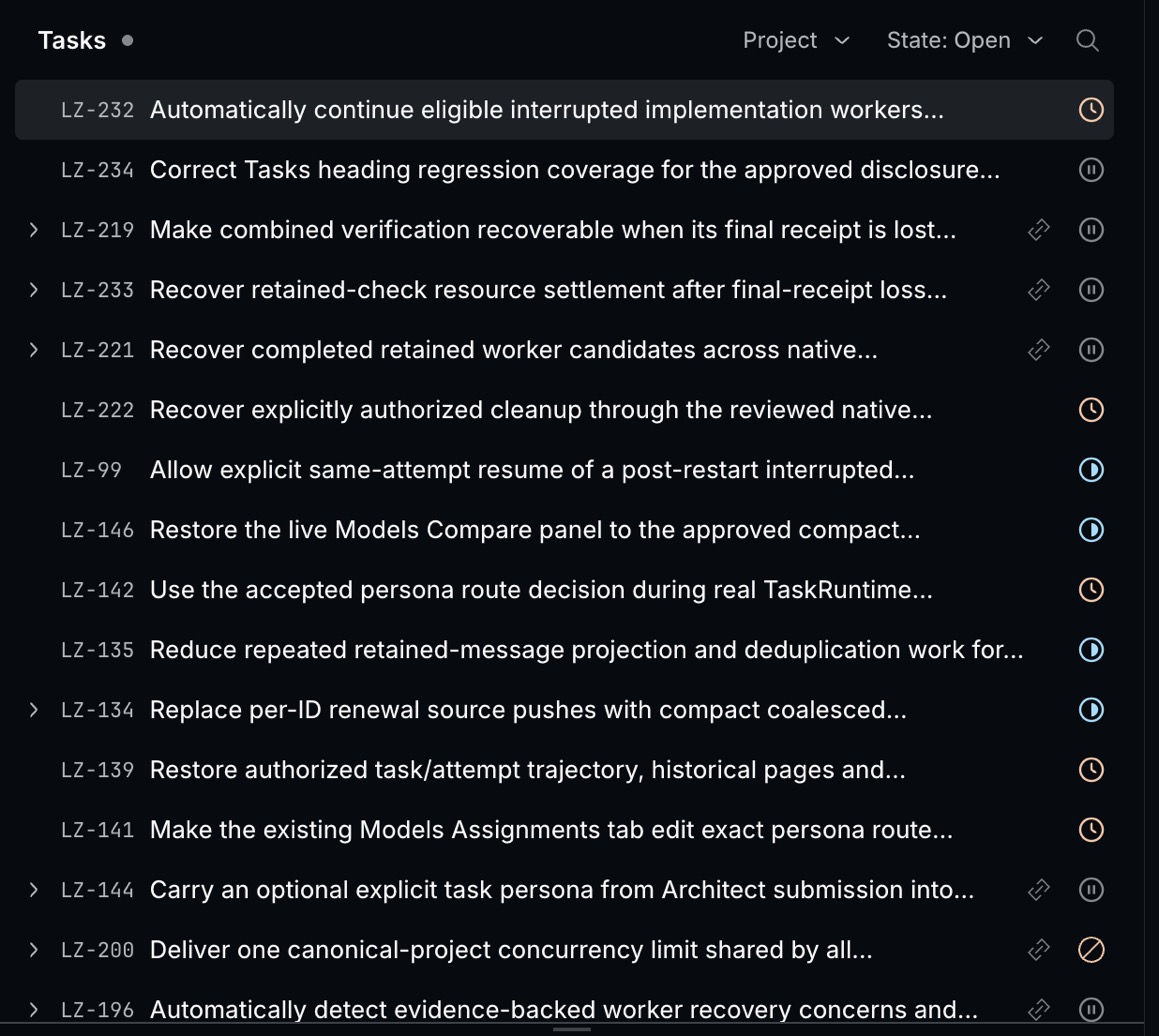 Tasks
Project
State: Open
LZ-232 Automatically continue eligible interrupted implementation workers...
LZ-234 Correct Tasks heading regression coverage for the approved disclosure...
LZ-219 Make combined verification recoverable when its final receipt is lost...
LZ-233 Recover retained-check resource settlement after final-receipt loss...
LZ-221 Recover completed retained worker candidates across native...
LZ-222 Recover explicitly authorized cleanup through the reviewed native...
LZ-99 Allow explicit same-attempt resume of a post-restart interrupted...
LZ-146 Restore the live Models Compare panel to the approved compact...
LZ-142 Use the accepted persona route decision during real TaskRuntime...
LZ-135 Reduce repeated retained-message projection and deduplication work for...
LZ-134 Replace per-ID renewal source pushes with compact coalesced...
LZ-139 Restore authorized task/attempt trajectory, historical pages and...
LZ-141 Make the existing Models Assignments tab edit exact persona route...
LZ-144 Carry an optional explicit task persona from Architect submission into...
LZ-200 Deliver one canonical-project concurrency limit shared by all...
LZ-196 Automatically detect evidence-backed worker recovery concerns and...